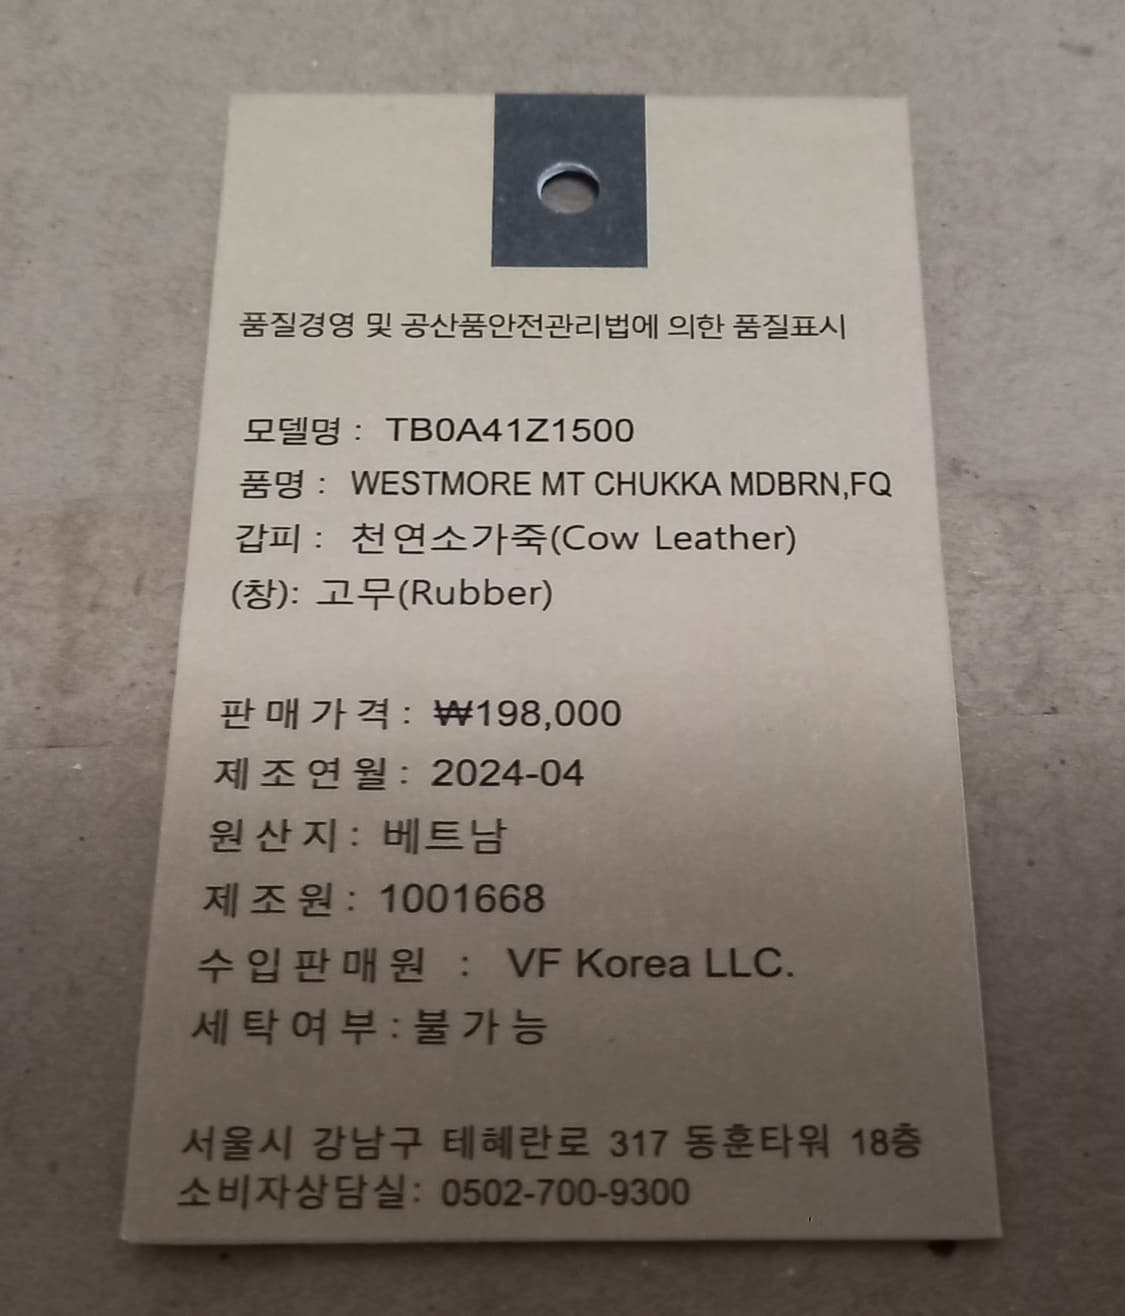 품질경영 및 공산품안전관리법에 의한 품질표시
모델명 : TB0A41Z1500
품명 : WESTMORE MT CHUKKA MDBRN,FQ
갑피 : 천연소가죽(Cow Leather)
(창): 고무(Rubber)
판매가격 : ₩198,000
제조연월 : 2024-04
원산지 : 베트남
제조원 : 1001668
수입판매원 : VF Korea LLC.
세탁여부 : 불가능
서울시 강남구 테헤란로 317 동훈타워 18층
소비자상담실: 0502-700-9300